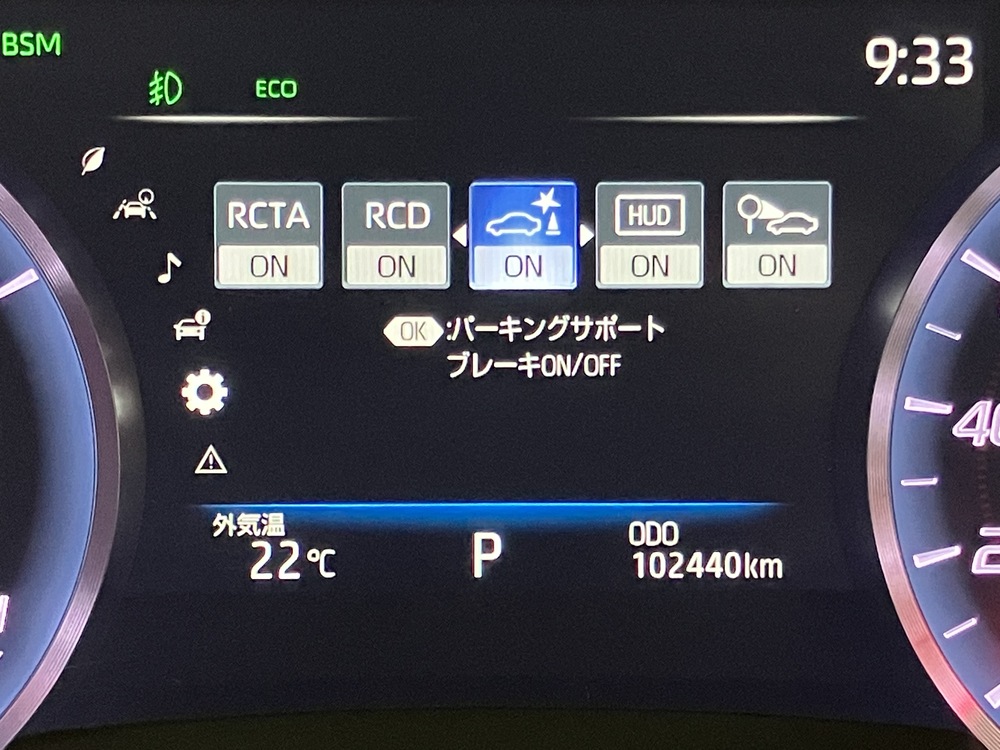 BSM
9:33
ECO
RCTA RCD HUD
ON ON ON ON ON
OK:パーキングサポート
ブレーキON/OFF
外気温
22℃
P
ODO
102440km